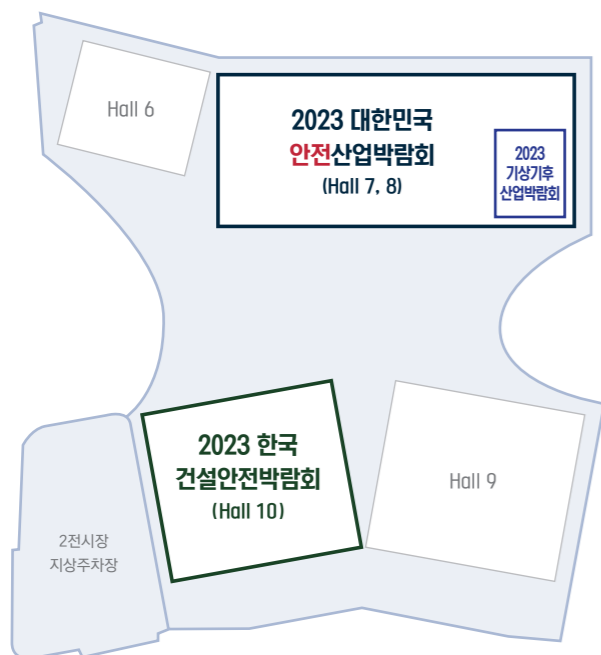 Hall 6
2023 대한민국
안전산업박람회
(Hall 7, 8)
2023
기상기후
산업박람회
2023 한국
건설안전박람회
(Hall 10)
Hall 9
2전시장
지상주차장